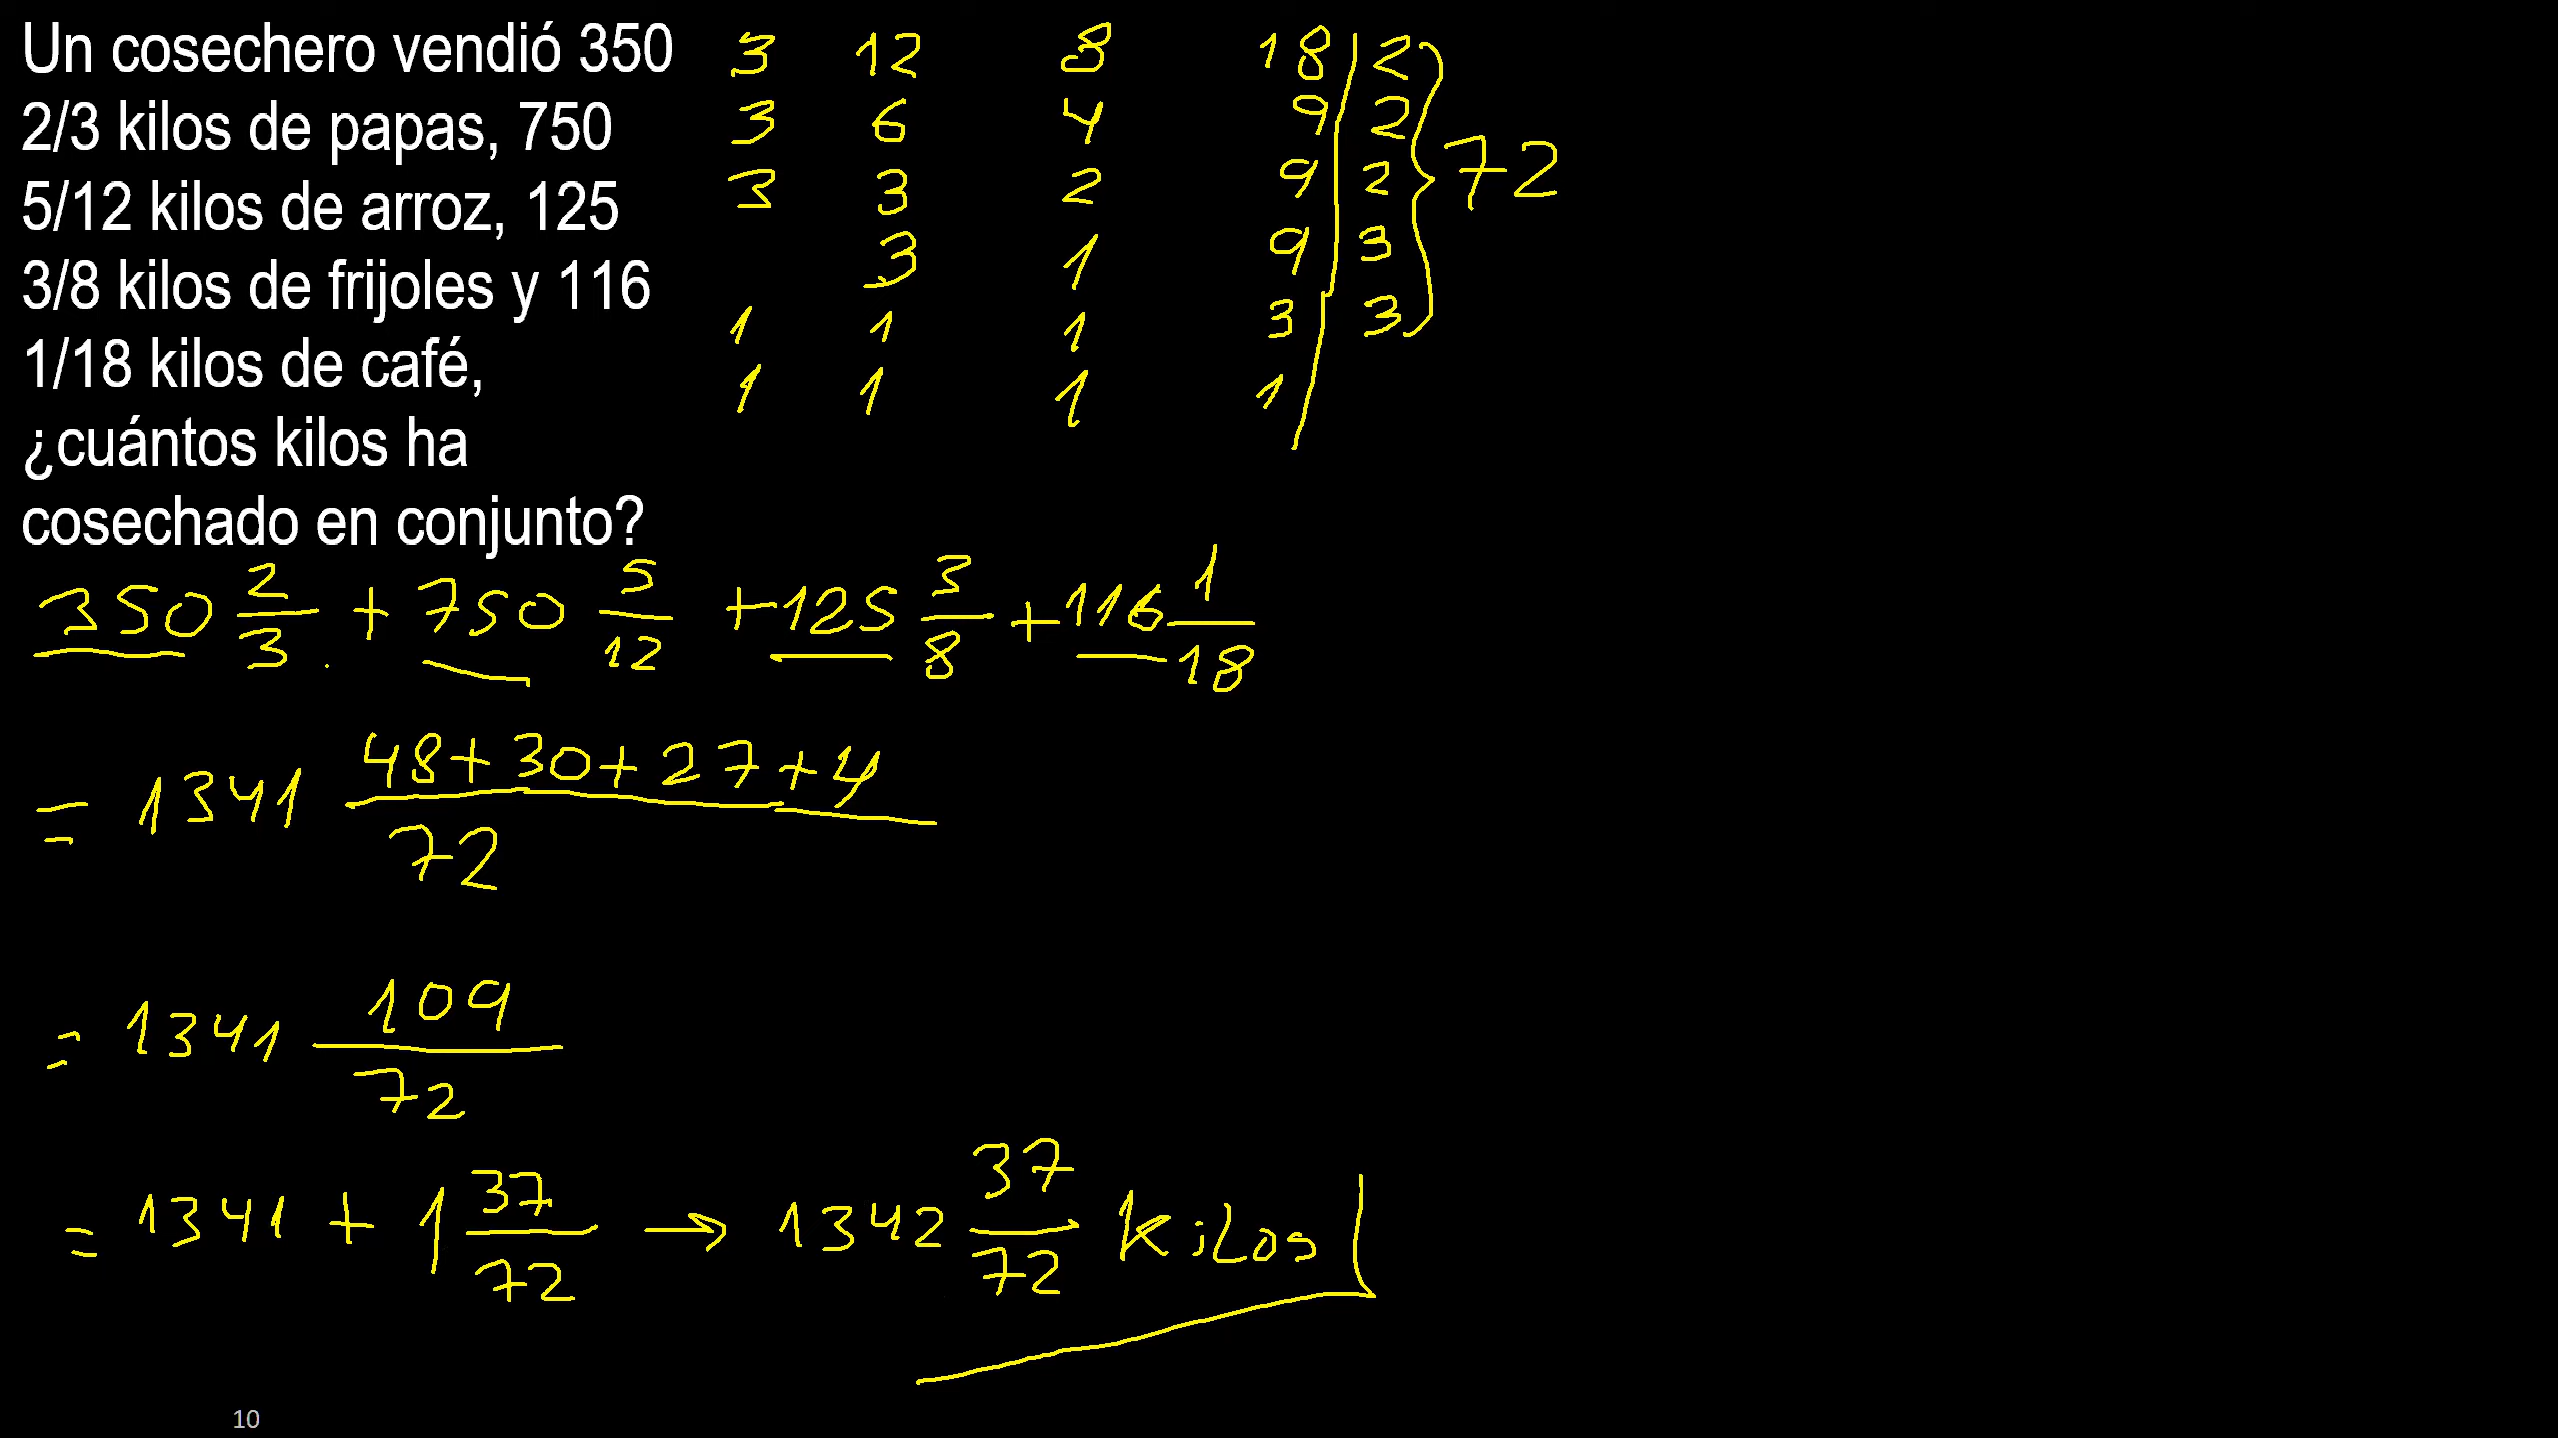 Un cosechero vendió 350
2/3 kilos de papas, 750
5/12 kilos de arroz, 125
3/8 kilos de frijoles y 116
1/18 kilos de café,
¿cuántos kilos ha
cosechado en conjunto?
3 12 8 18 | 2
3 6 4 9 | 2
3 3 2 9 | 2 } 72
3 1 9 | 3
1 1 1 3 | 3
1 1 1 1 |
350 2/3 + 750 5/12 + 125 3/8 + 116 1/18
= 1341 48+30+27+4/72
= 1341 109/72
= 1341 + 1 37/72 → 1342 37/72 kilos
10